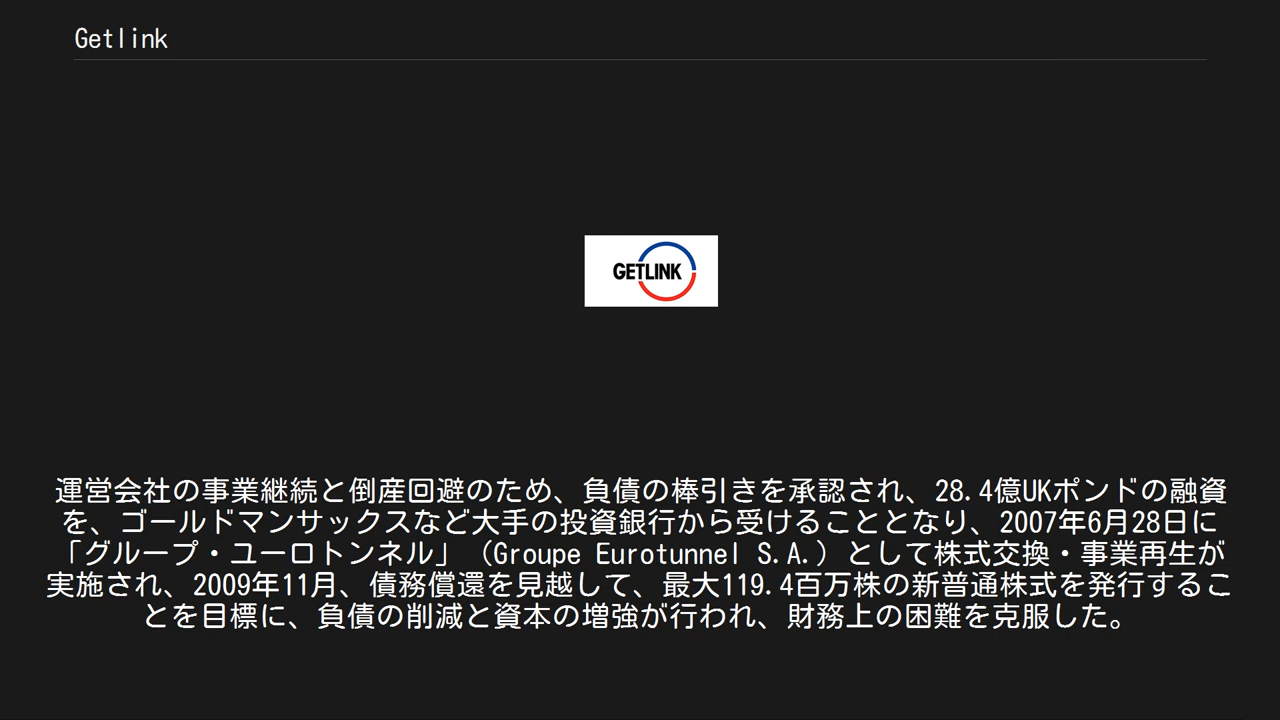 Getlink
GETLINK
運営会社の事業継続と倒産回避のため、負債の棒引きを承認され、28.4億UKポンドの融資
を、ゴールドマンサックスなど大手の投資銀行から受けることとなり、2007年6月28日に
「グループ・ユーロトンネル」（Groupe Eurotunnel S.A.）として株式交換・事業再生が
実施され、2009年11月、債務償還を見越して、最大119.4百万株の新普通株式を発行するこ
とを目標に、負債の削減と資本の増強が行われ、財務上の困難を克服した。